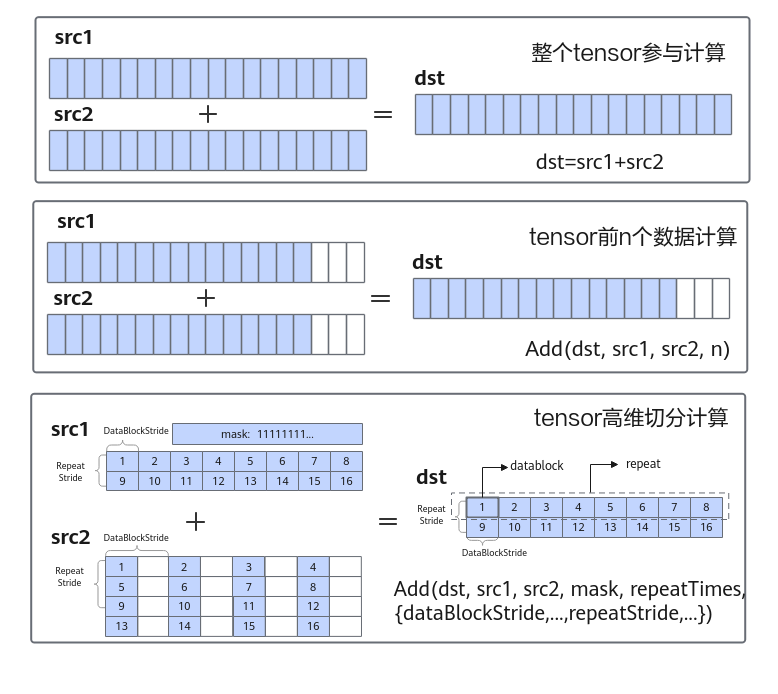 src1
整个tensor参与计算
dst
src2
+
=
dst=src1+src2
src1
tensor前n个数据计算
dst
src2
+
=
Add(dst, src1, src2, n)
tensor高维切分计算
src1
DataBlockStride
mask: 11111111...
Repeat
Stride
1 2 3 4 5 6 7 8
9 10 11 12 13 14 15 16
+
src2
DataBlockStride
Repeat
Stride
1 2 3 4
5 6 7 8
9 10 11 12
13 14 15 16
=
datablock
repeat
dst
Repeat
Stride
1 2 3 4 5 6 7 8
9 10 11 12 13 14 15 16
DataBlockStride
Add(dst, src1, src2, mask, repeatTimes,
{dataBlockStride,...,repeatStride,...})